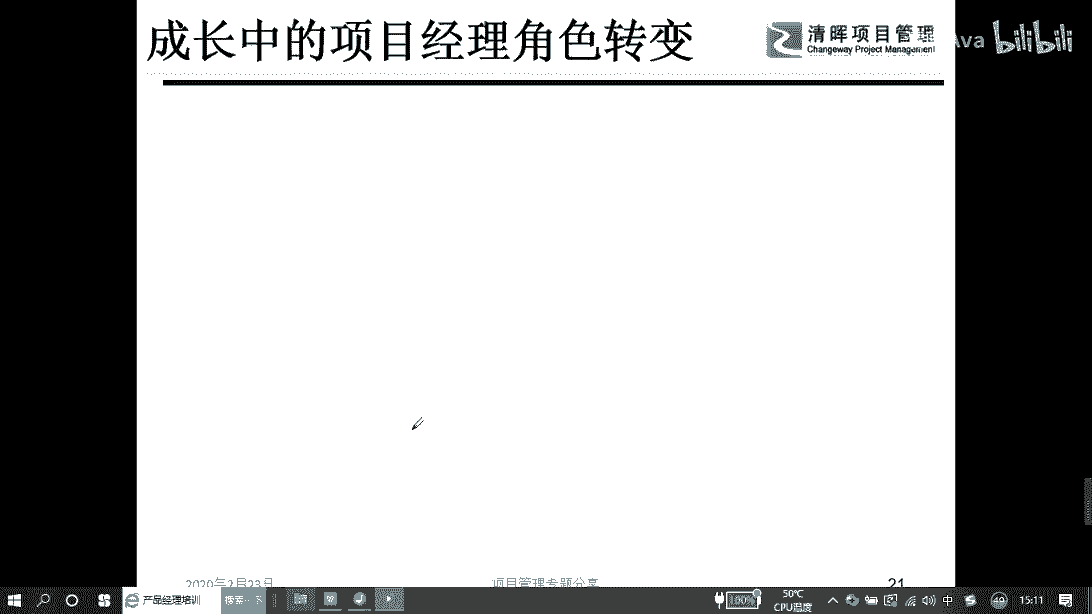 成长中的项目经理角色转变
清晖项目管理
Changeway Project Management
Ava bilibili
2020年2月23日
项目管理专题分享
21
产品经理培训
搜索
100%
50℃
CPU温度
中
49
15:11